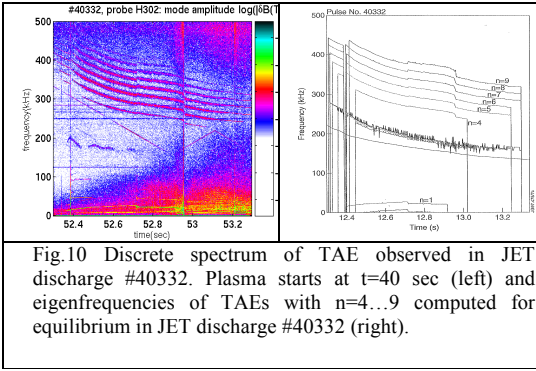 #40332, probe H302: mode amplitude log(|δB(T
500
400
300
200
100
0
frequency(kHz)
52.4
52.6
52.8
53.0
53.2
time(sec)
Pulse No. 40332
500
400
300
200
100
0
Frequency (kHz)
n=9
n=8
n=7
n=6
n=5
n=4
n=1
12.4
12.6
12.8
13.0
13.2
Time (s)
Fig.10 Discrete spectrum of TAE observed in JET
discharge #40332. Plasma starts at t=40 sec (left) and
eigenfrequencies of TAEs with n=4…9 computed for
equilibrium in JET discharge #40332 (right).